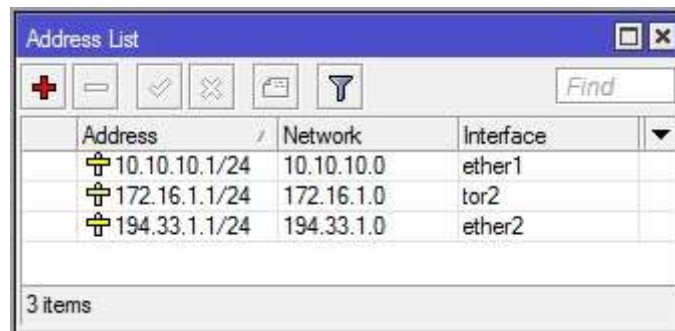 Address List
Find
Address Network Interface
10.10.10.1/24 10.10.10.0 ether1
172.16.1.1/24 172.16.1.0 tor2
194.33.1.1/24 194.33.1.0 ether2
3 items